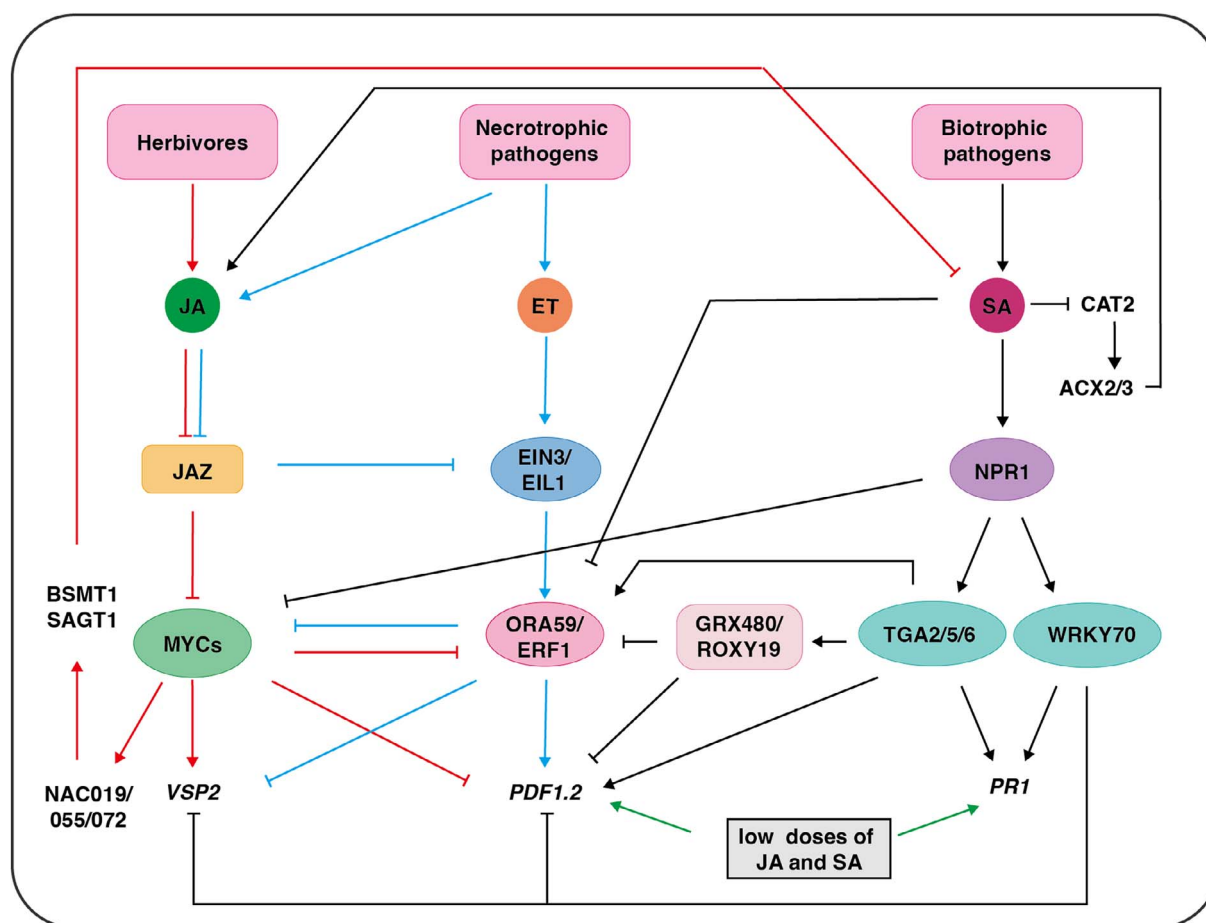 Herbivores
Necrotrophic
pathogens
Biotrophic
pathogens
JA
ET
SA
CAT2
ACX2/3
JAZ
EIN3/
EIL1
NPR1
BSMT1
SAGT1
MYCs
ORA59/
ERF1
GRX480/
ROXY19
TGA2/5/6
WRKY70
NAC019/
055/072
VSP2
PDF1.2
PR1
low doses of
JA and SA